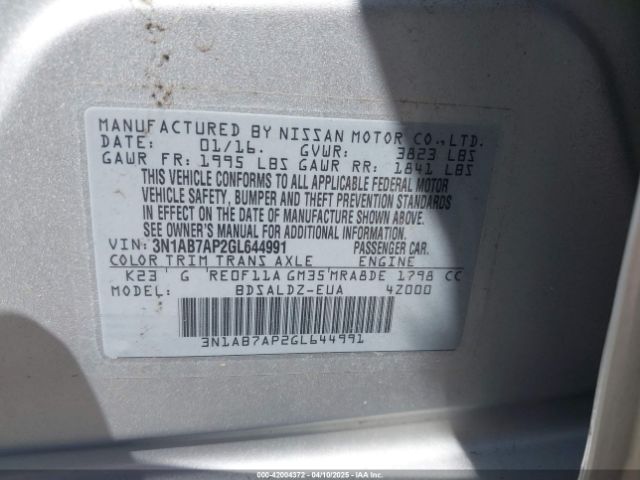 MANUFACTURED BY NISSAN MOTOR CO.,LTD.
DATE: 01/16. GVWR: 3823 LBS
GAWR FR: 1995 LBS GAWR RR: 1841 LBS
THIS VEHICLE CONFORMS TO ALL APPLICABLE FEDERAL MOTOR
VEHICLE SAFETY, BUMPER AND THEFT PREVENTION STANDARDS
IN EFFECT ON THE DATE OF MANUFACTURE SHOWN ABOVE.
SEE OWNER'S MANUAL FOR ADDITIONAL INFORMATION.
VIN: 3N1AB7AP2GL644991 PASSENGER CAR.
COLOR TRIM TRANS AXLE ENGINE
K23 G RE0F11A GM35 MRA8DE 1798 CC
MODEL: BDSALDZ-EUA 4Z000
3N1AB7AP2GL644991
000-42004372 04/10/2025 IAAI.com